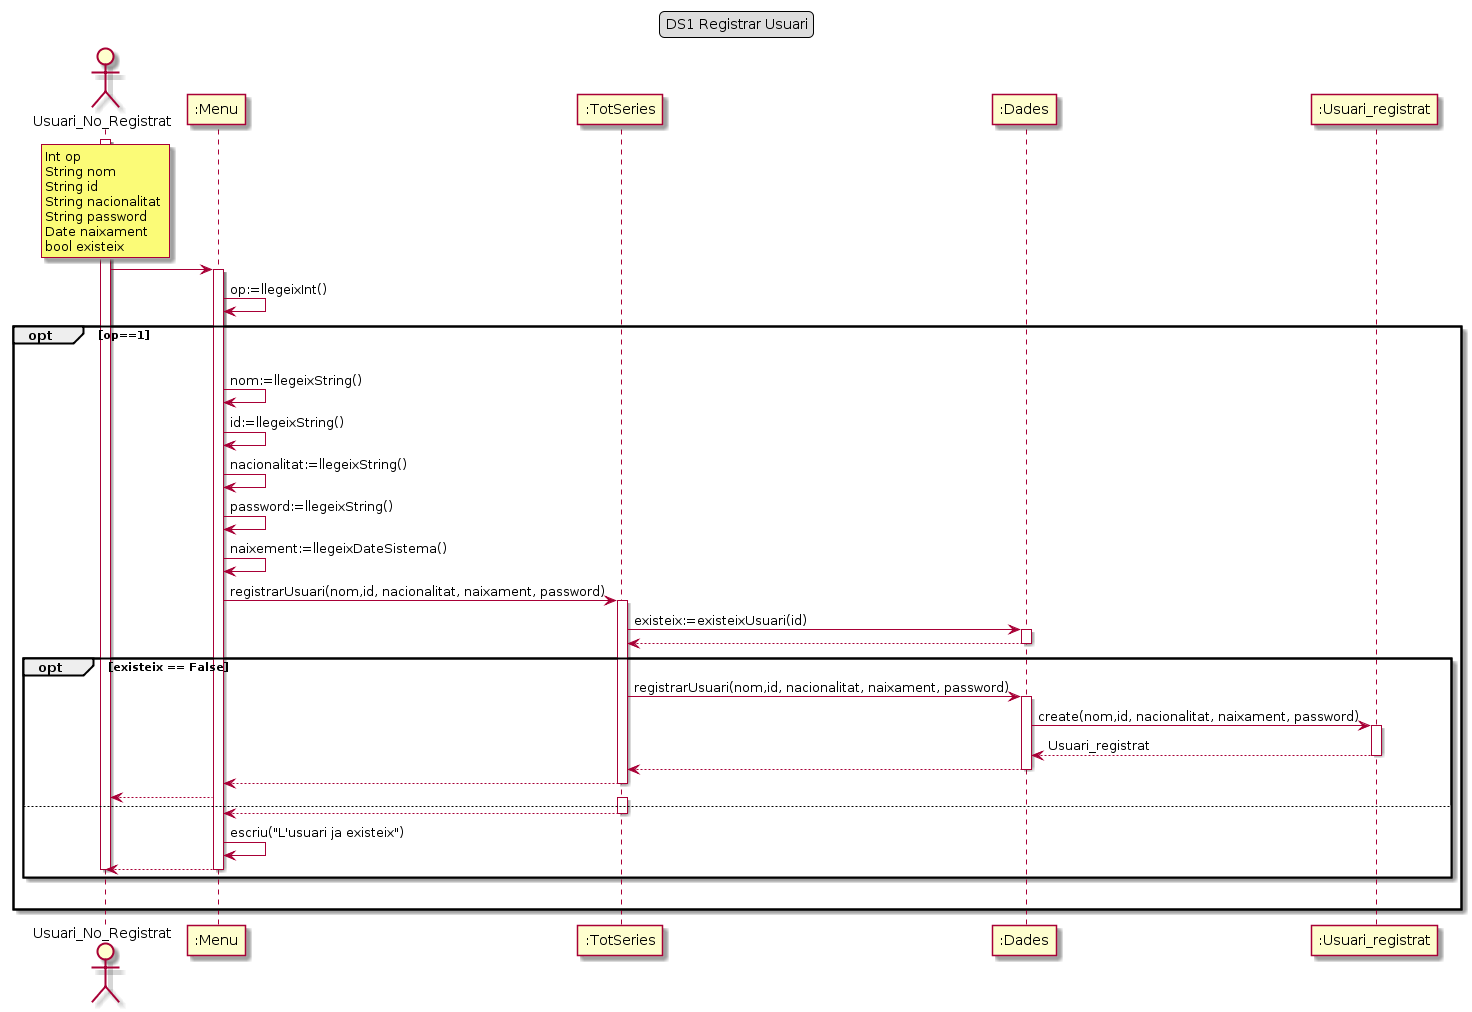 DS1 Registrar Usuari
Usuari_No_Registrat
:Menu
:TotSeries
:Dades
:Usuari_registrat
Int op
String nom
String id
String nacionalitat
String password
Date naixament
bool existeix
op:=llegeixInt()
opt
[op==1]
nom:=llegeixString()
id:=llegeixString()
nacionalitat:=llegeixString()
password:=llegeixString()
naixement:=llegeixDateSistema()
registrarUsuari(nom,id, nacionalitat, naixament, password)
existeix:=existeixUsuari(id)
opt
[existeix == False]
registrarUsuari(nom,id, nacionalitat, naixament, password)
create(nom,id, nacionalitat, naixament, password)
Usuari_registrat
escriu("L'usuari ja existeix")
Usuari_No_Registrat
:Menu
:TotSeries
:Dades
:Usuari_registrat